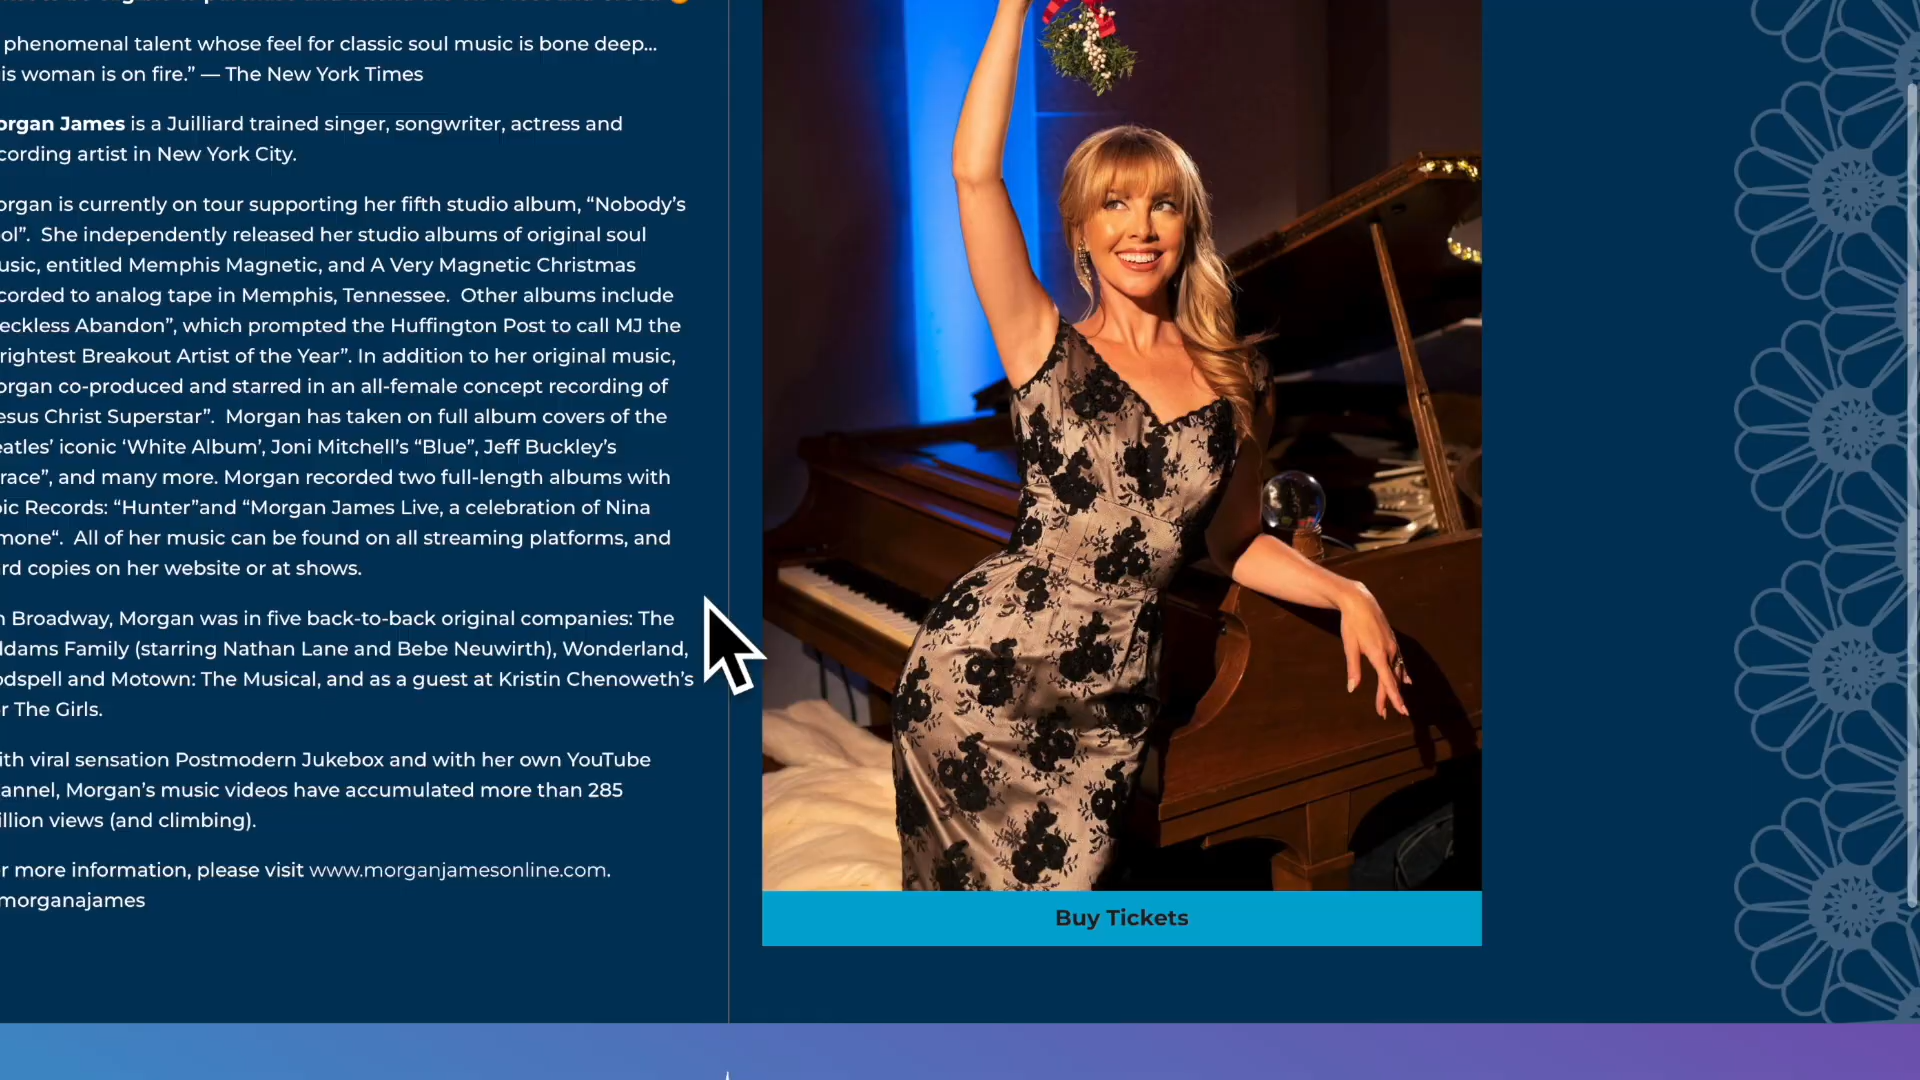 phenomenal talent whose feel for classic soul music is bone deep...
is woman is on fire.” — The New York Times
organ James is a Juilliard trained singer, songwriter, actress and
cording artist in New York City.
organ is currently on tour supporting her fifth studio album, “Nobody’s
ol”.  She independently released her studio albums of original soul
usic, entitled Memphis Magnetic, and A Very Magnetic Christmas
corded to analog tape in Memphis, Tennessee.  Other albums include
eckless Abandon”, which prompted the Huffington Post to call MJ the
rightest Breakout Artist of the Year”. In addition to her original music,
organ co-produced and starred in an all-female concept recording of
esus Christ Superstar”.  Morgan has taken on full album covers of the
eatles’ iconic ‘White Album’, Joni Mitchell’s “Blue”, Jeff Buckley’s
race”, and many more. Morgan recorded two full-length albums with
pic Records: “Hunter”and “Morgan James Live, a celebration of Nina
mone“.  All of her music can be found on all streaming platforms, and
rd copies on her website or at shows.
n Broadway, Morgan was in five back-to-back original companies: The
ddams Family (starring Nathan Lane and Bebe Neuwirth), Wonderland,
odspell and Motown: The Musical, and as a guest at Kristin Chenoweth’s
r The Girls.
ith viral sensation Postmodern Jukebox and with her own YouTube
annel, Morgan’s music videos have accumulated more than 285
illion views (and climbing).
r more information, please visit www.morganjamesonline.com.
morganajames
Buy Tickets